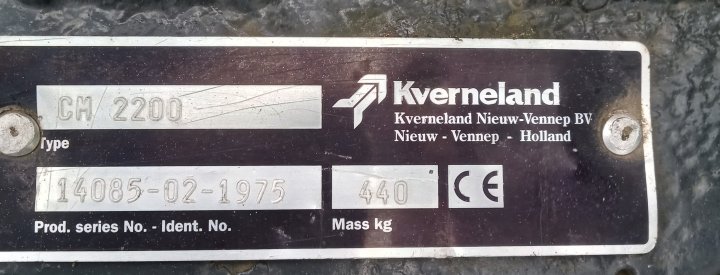 CM 2200
Type
Kverneland
Kverneland Nieuw-Vennep BV
Nieuw - Vennep - Holland
14085-02-1975
Prod. series No. - Ident. No.
440
Mass kg
CE